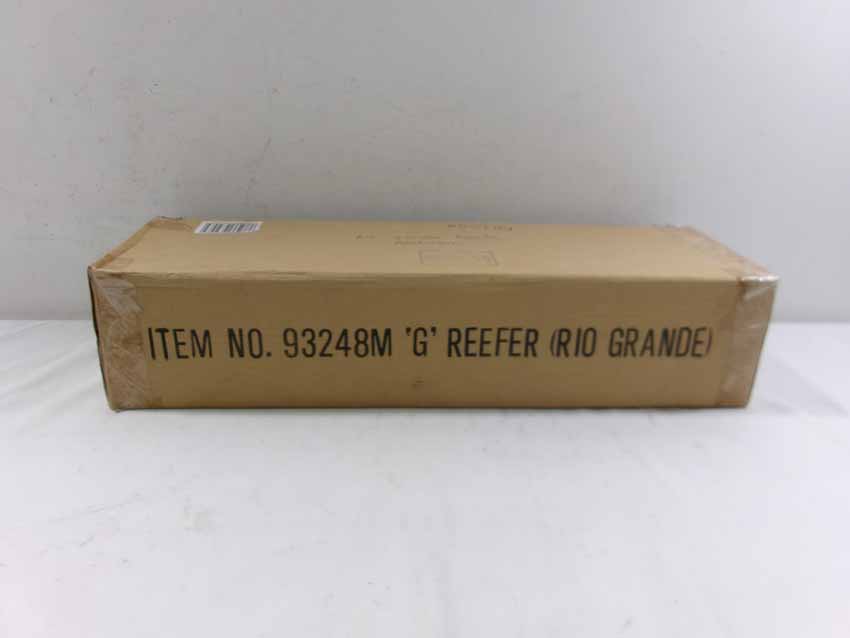 ITEM NO. 93248M 'G' REEFER (RIO GRANDE)